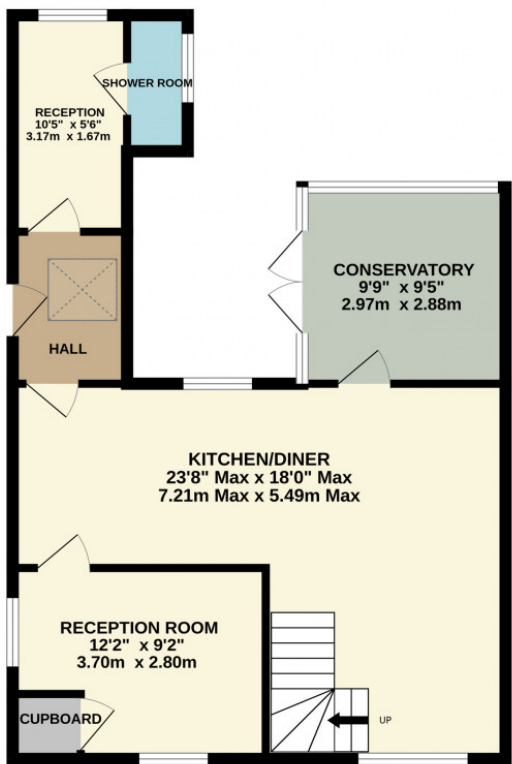 SHOWER ROOM
RECEPTION
10'5" x 5'6"
3.17m x 1.67m
CONSERVATORY
9'9" x 9'5"
2.97m x 2.88m
HALL
KITCHEN/DINER
23'8" Max x 18'0" Max
7.21m Max x 5.49m Max
RECEPTION ROOM
12'2" x 9'2"
3.70m x 2.80m
CUPBOARD
UP